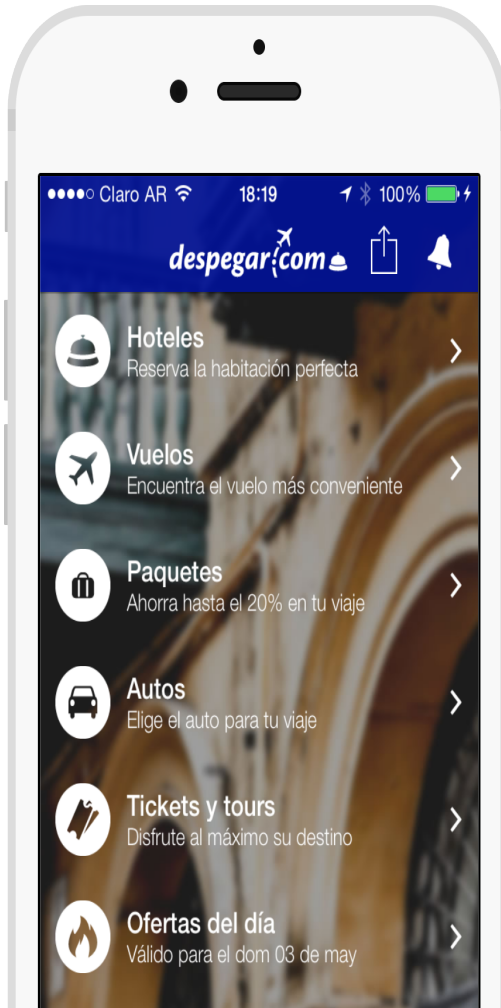 Claro AR 18:19 100%
despegar.com
Hoteles
Reserva la habitación perfecta
Vuelos
Encuentra el vuelo más conveniente
Paquetes
Ahorra hasta el 20% en tu viaje
Autos
Elige el auto para tu viaje
Tickets y tours
Disfrute al máximo su destino
Ofertas del día
Válido para el dom 03 de may